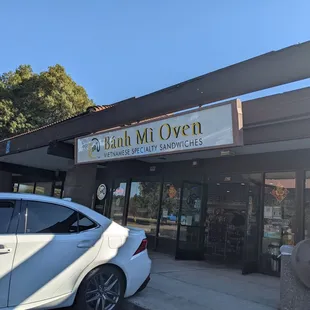 Bánh Mì Oven
VIETNAMESE SPECIALTY SANDWICHES